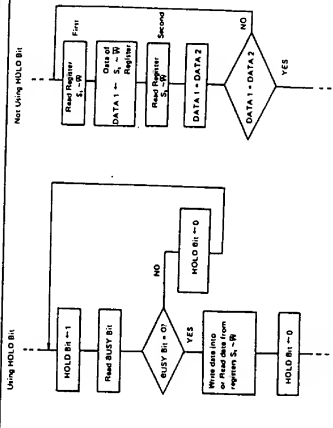 Using HOLD Bit
HOLD Bit ← 1
Read BUSY Bit
BUSY Bit = 0?
NO
HOLD Bit ← 0
YES
Write data into
or Read data from
registers S₁ ~ W
HOLD Bit ← 0
Not Using HOLD Bit
First
Read Register
S₁ ~ W
Data of
DATA 1 ← S₁ ~ W
Register
Second
Read Register
S₁ ~ W
DATA 1 = DATA 2
DATA 1 = DATA 2
NO
YES